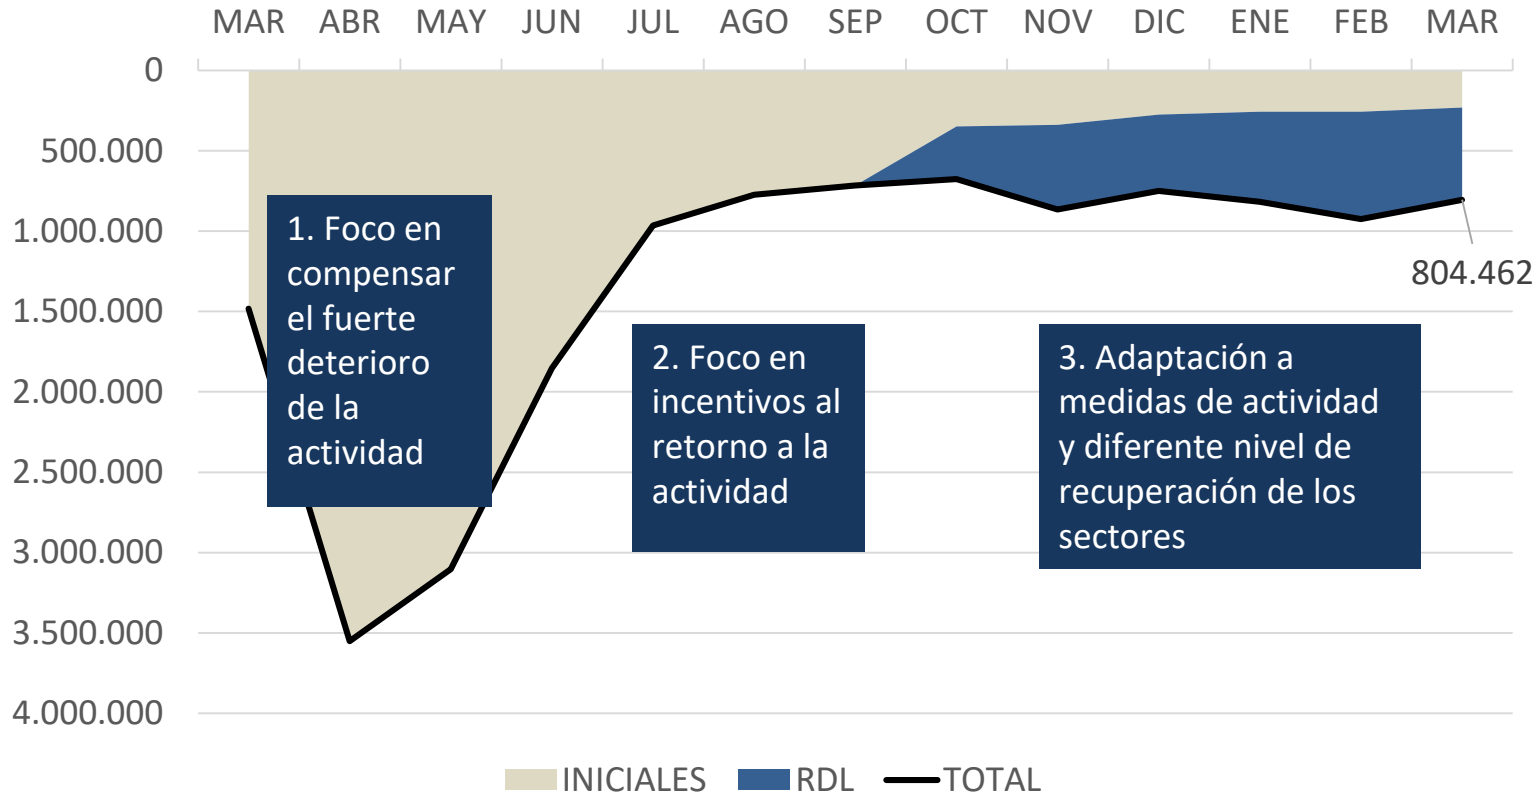 MAR ABR MAY JUN JUL AGO SEP OCT NOV DIC ENE FEB MAR
0
500.000
1.000.000
1.500.000
2.000.000
2.500.000
3.000.000
3.500.000
4.000.000
1. Foco en
compensar
el fuerte
deterioro
de la
actividad
2. Foco en
incentivos al
retorno a la
actividad
3. Adaptación a
medidas de actividad
y diferente nivel de
recuperación de los
sectores
804.462
INICIALES RDL TOTAL